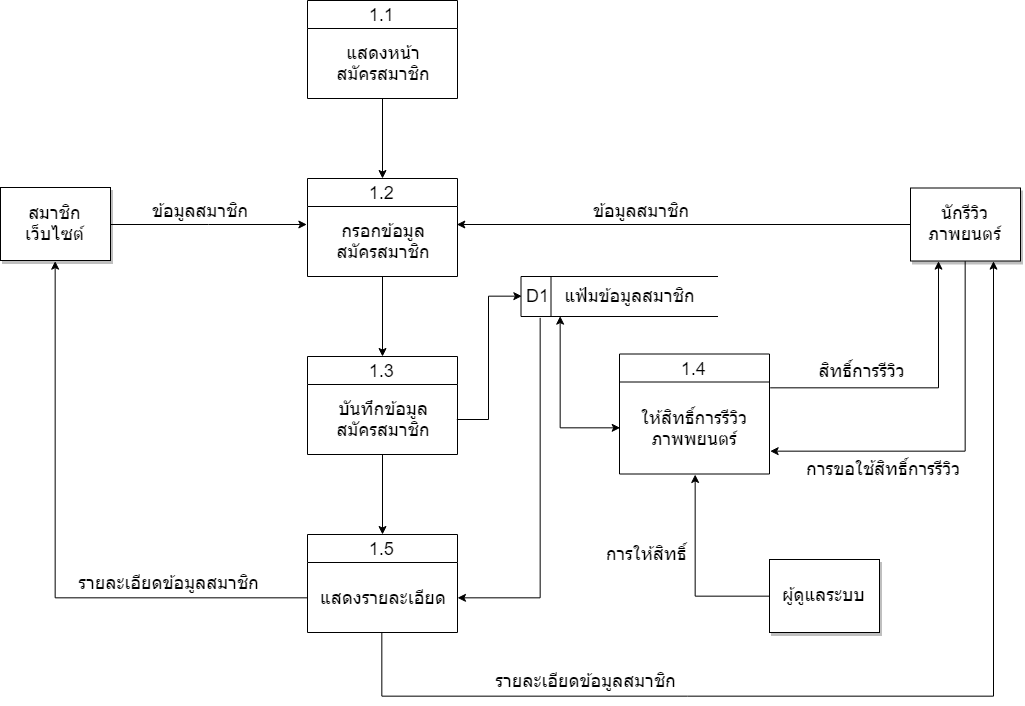 1.1
แสดงหน้า
สมัครสมาชิก
1.2
กรอกข้อมูล
สมัครสมาชิก
สมาชิก
เว็บไซต์
ข้อมูลสมาชิก
ข้อมูลสมาชิก
นักรีวิว
ภาพยนตร์
D1
แฟ้มข้อมูลสมาชิก
1.3
บันทึกข้อมูล
สมัครสมาชิก
1.4
ให้สิทธิ์การรีวิว
ภาพพยนตร์
สิทธิ์การรีวิว
การขอใช้สิทธิ์การรีวิว
1.5
แสดงรายละเอียด
รายละเอียดข้อมูลสมาชิก
การให้สิทธิ์
ผู้ดูแลระบบ
รายละเอียดข้อมูลสมาชิก